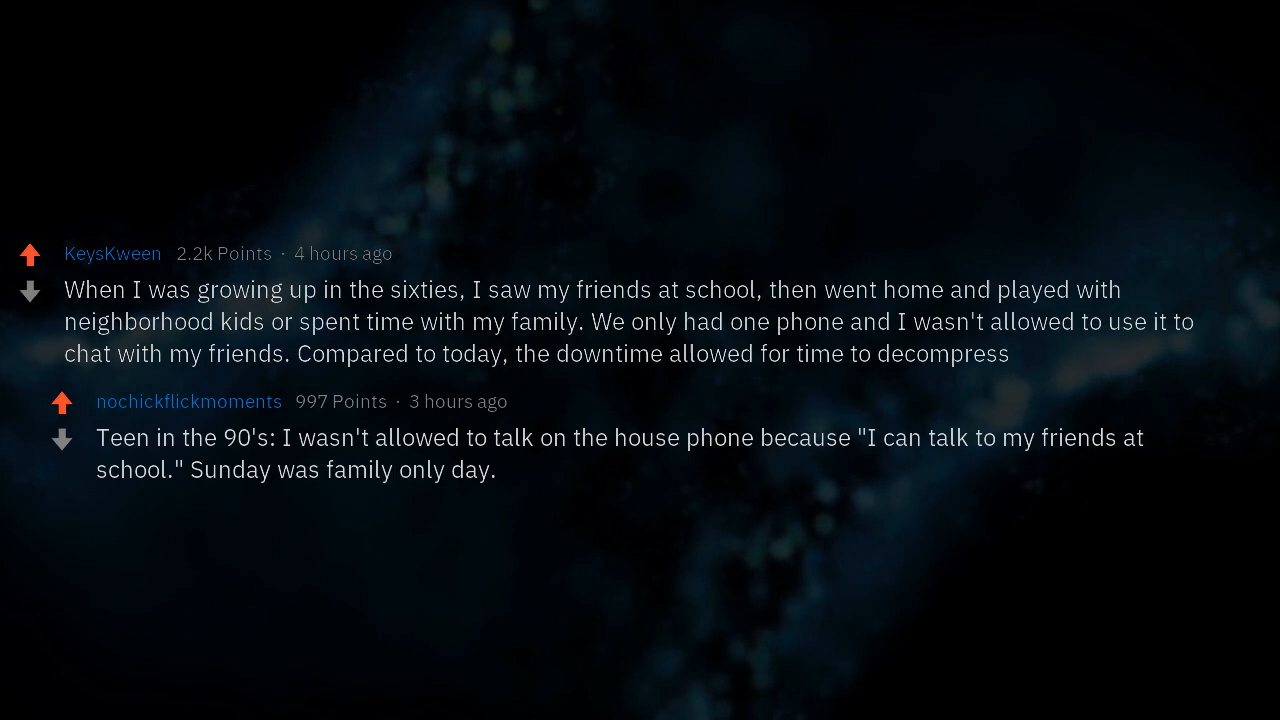 KeysKween 2.2k Points · 4 hours ago
When I was growing up in the sixties, I saw my friends at school, then went home and played with
neighborhood kids or spent time with my family. We only had one phone and I wasn't allowed to use it to
chat with my friends. Compared to today, the downtime allowed for time to decompress
nochickflickmoments 997 Points · 3 hours ago
Teen in the 90's: I wasn't allowed to talk on the house phone because "I can talk to my friends at
school." Sunday was family only day.